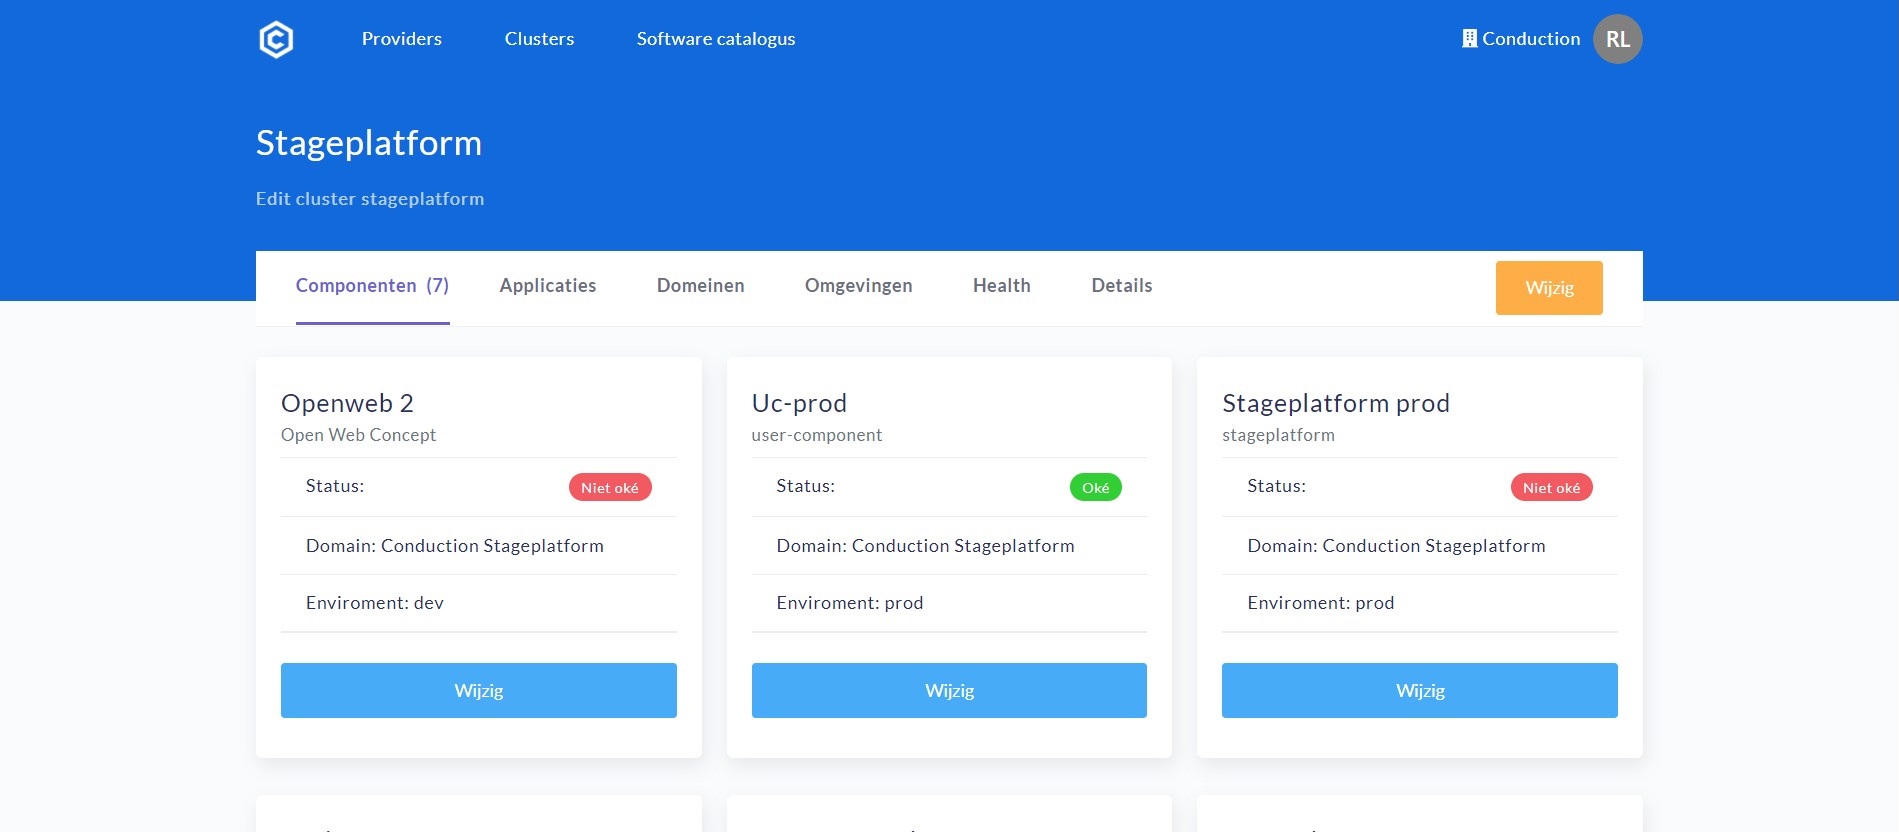 Providers Clusters Software catalogus Conduction RL
Stageplatform
Edit cluster stageplatform
Componenten (7) Applicaties Domeinen Omgevingen Health Details Wijzig
Openweb 2
Open Web Concept
Status: Niet oké
Domain: Conduction Stageplatform
Enviroment: dev
Wijzig
Uc-prod
user-component
Status: Oké
Domain: Conduction Stageplatform
Enviroment: prod
Wijzig
Stageplatform prod
stageplatform
Status: Niet oké
Domain: Conduction Stageplatform
Enviroment: prod
Wijzig